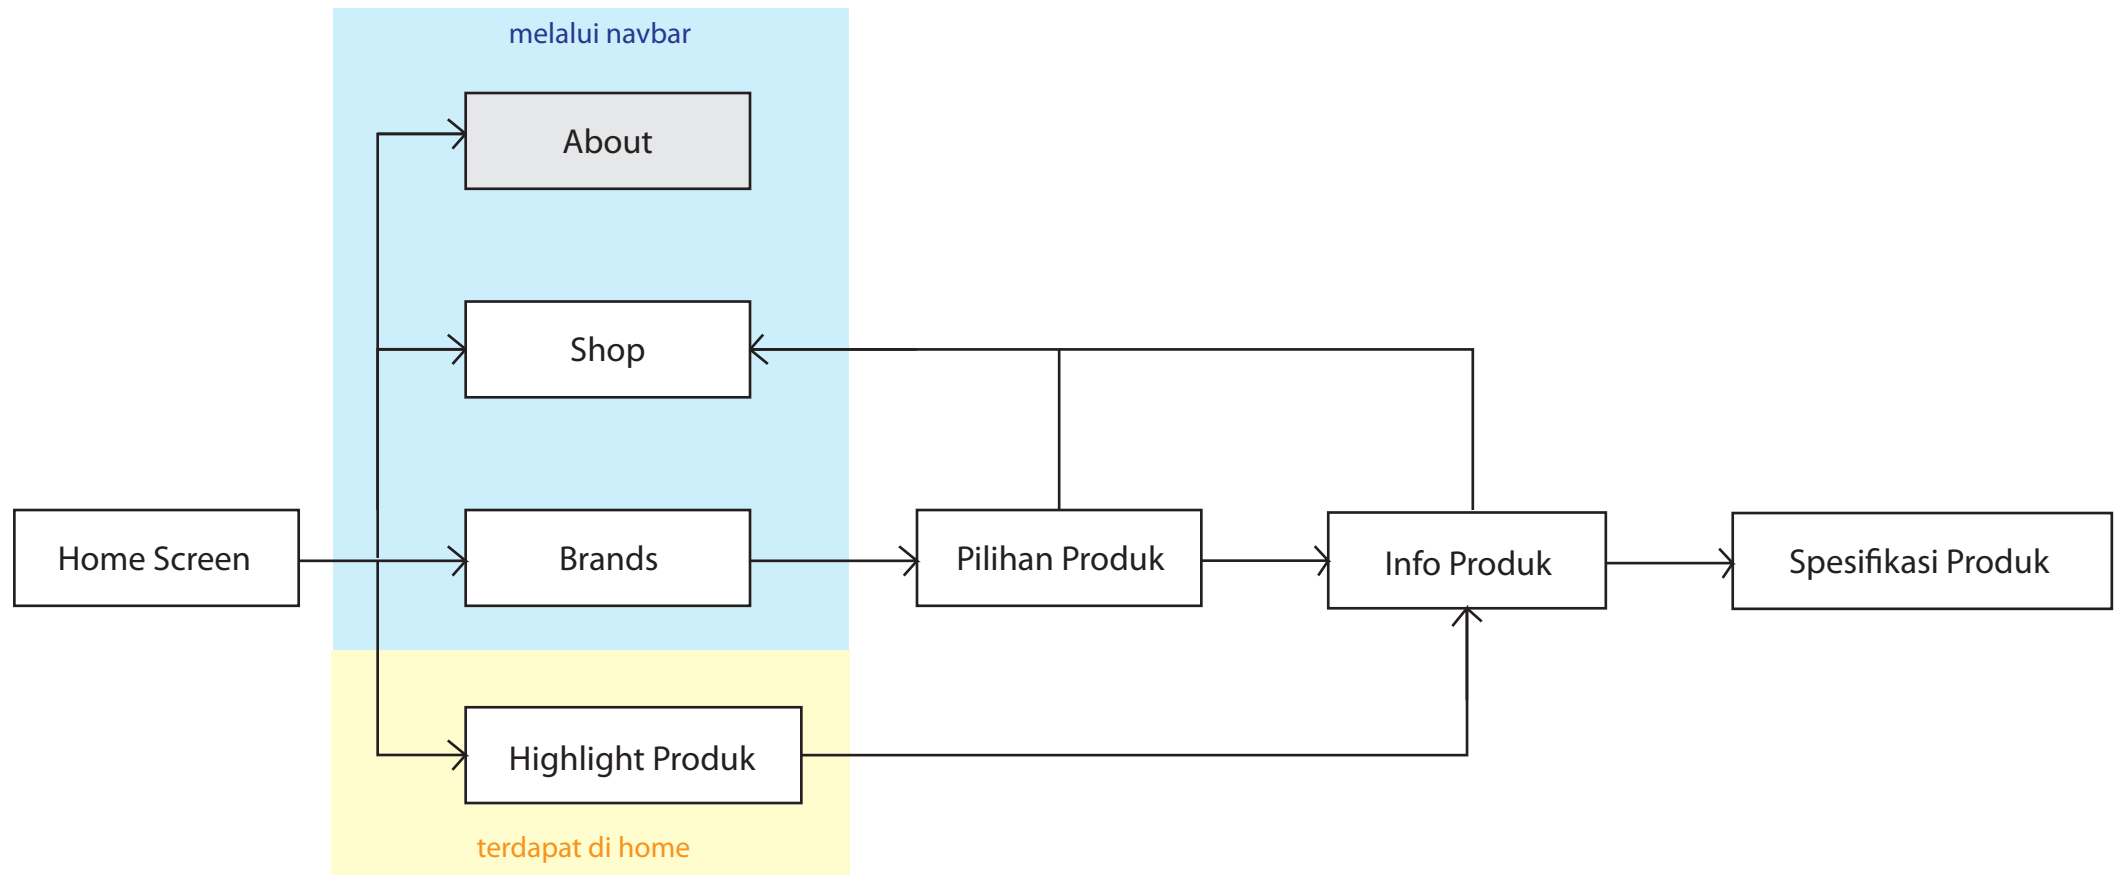 melalui navbar
About
Shop
Home Screen
Brands
Pilihan Produk
Info Produk
Spesifikasi Produk
Highlight Produk
terdapat di home